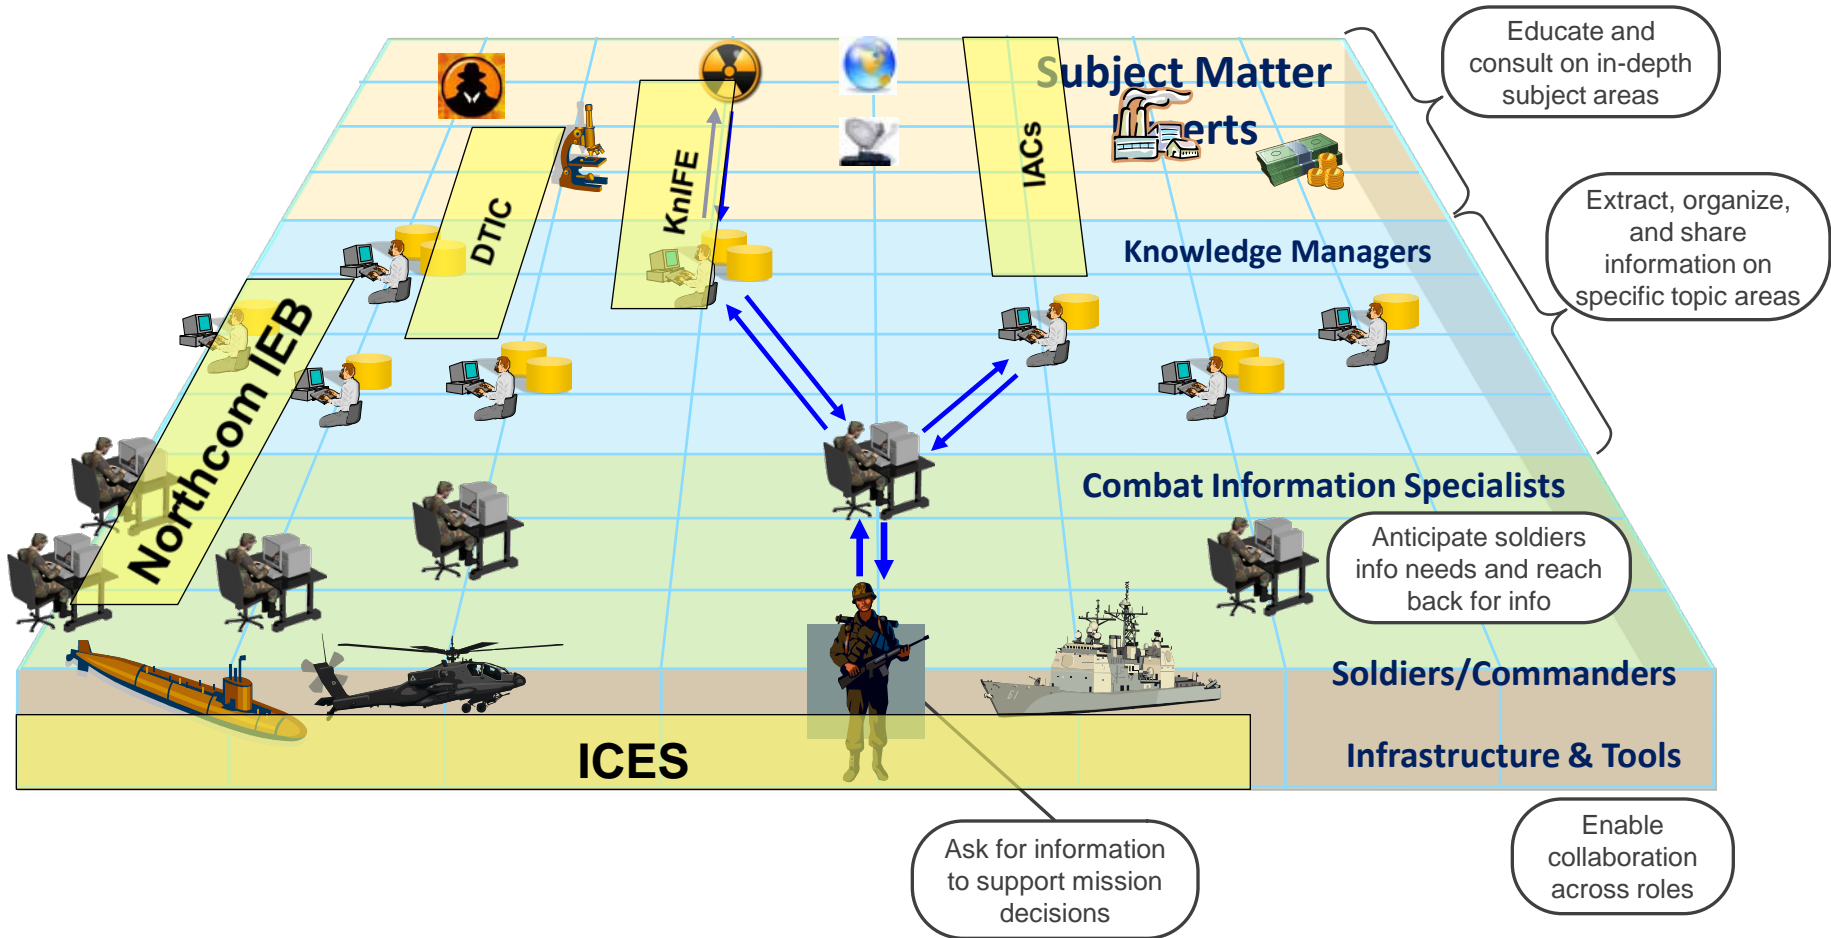 Educate and
consult on in-depth
subject areas
Subject Matter
erts
KnIFE
IACs
DTIC
Extract, organize,
and share
information on
specific topic areas
Knowledge Managers
Northcom IEB
Combat Information Specialists
Anticipate soldiers
info needs and reach
back for info
61
Soldiers/Commanders
ICES
Infrastructure & Tools
Ask for information
to support mission
decisions
Enable
collaboration
across roles